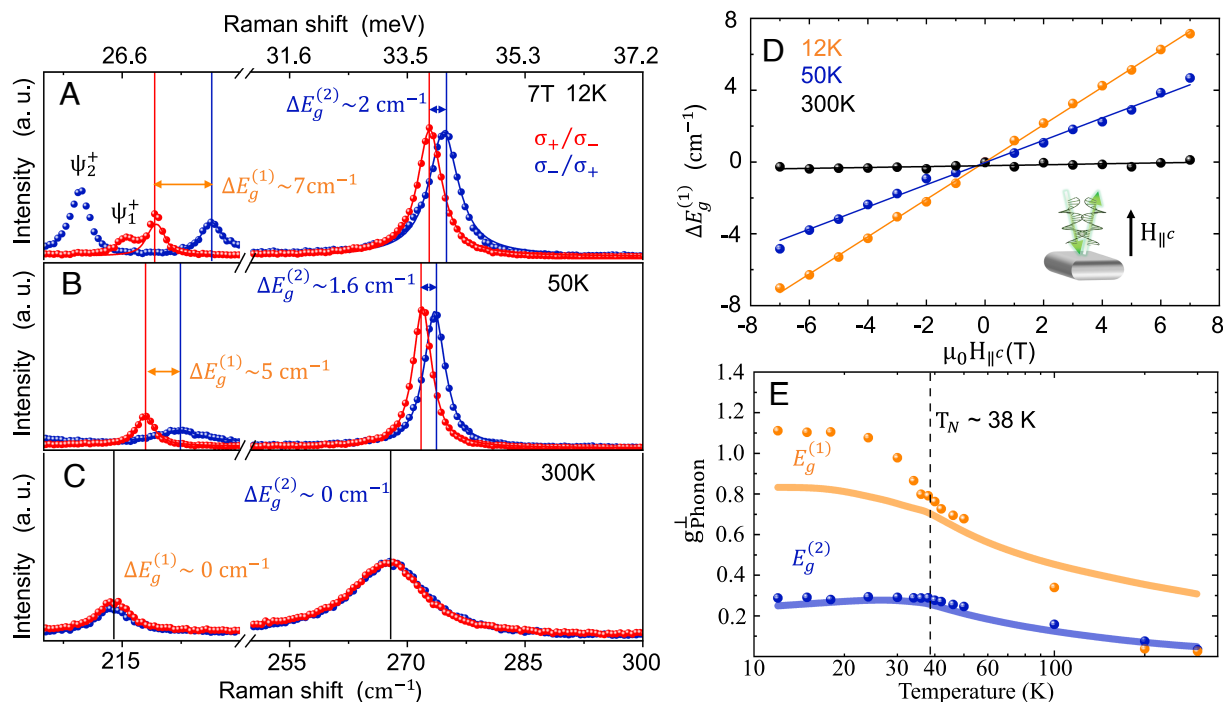 Raman shift (meV)
26.6 31.6 33.9 35.3 37.2
Intensity (a. u.)
A
ΔE_g^(2)~2 cm⁻¹
7T 12K
σ₊/σ₋
σ₋/σ₊
ψ₂⁺
ψ₁⁺
ΔE_g^(1)~7cm⁻¹
Intensity (a. u.)
B
ΔE_g^(2)~1.6 cm⁻¹
50K
ΔE_g^(1)~5 cm⁻¹
Intensity (a. u.)
C
300K
ΔE_g^(2)~ 0 cm⁻¹
ΔE_g^(1)~ 0 cm⁻¹
215 255 270 285 300
Raman shift (cm⁻¹)
D
12K
50K
300K
ΔE_g^(1) (cm⁻¹)
8
4
0
-4
-8
H∥c
-8 -6 -4 -2 0 2 4 6 8
μ₀H∥c(T)
E
T_N ~ 38 K
E_g^(1)
E_g^(2)
g⊥Phonon
1.4
1.2
1.0
0.8
0.6
0.4
0.2
10 20 30 40 50 60 100
Temperature (K)